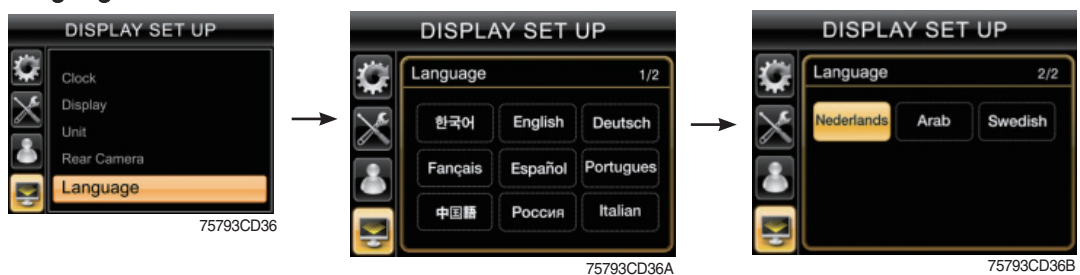 DISPLAY SET UP
Clock
Display
Unit
Rear Camera
Language
75793CD36
DISPLAY SET UP
Language 1/2
한국어 English Deutsch
Fançais Español Portugues
中国語 Россия Italian
75793CD36A
DISPLAY SET UP
Language 2/2
Nederlands Arab Swedish
75793CD36B